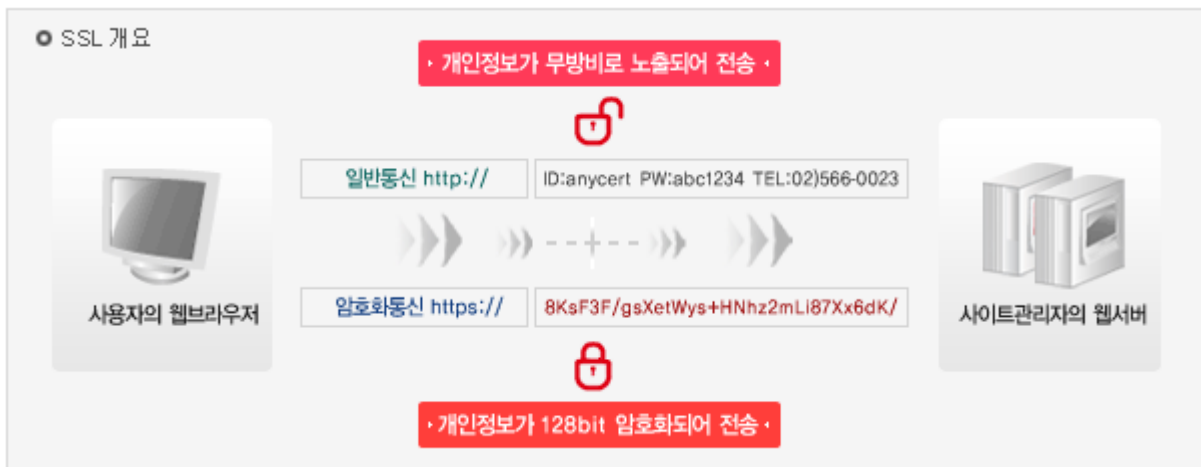 SSL 개요
개인정보가 무방비로 노출되어 전송
일반통신 http://
ID:anycert PW:abc1234 TEL:02)566-0023
사용자의 웹브라우저
암호화통신 https://
8KsF3F/gsXetWys+HNhz2mLi87Xx6dK/
사이트관리자의 웹서버
개인정보가 128bit 암호화되어 전송